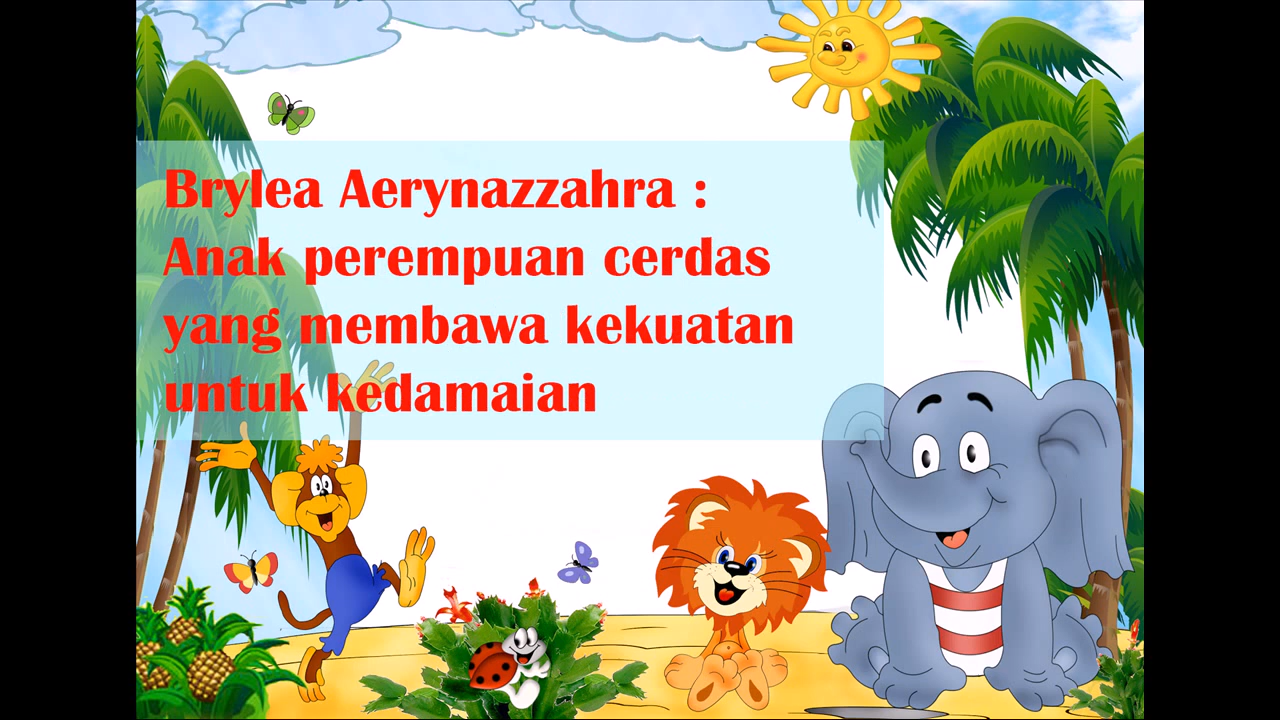 Brylea Aerynazzahra :
Anak perempuan cerdas
yang membawa kekuatan
untuk kedamaian